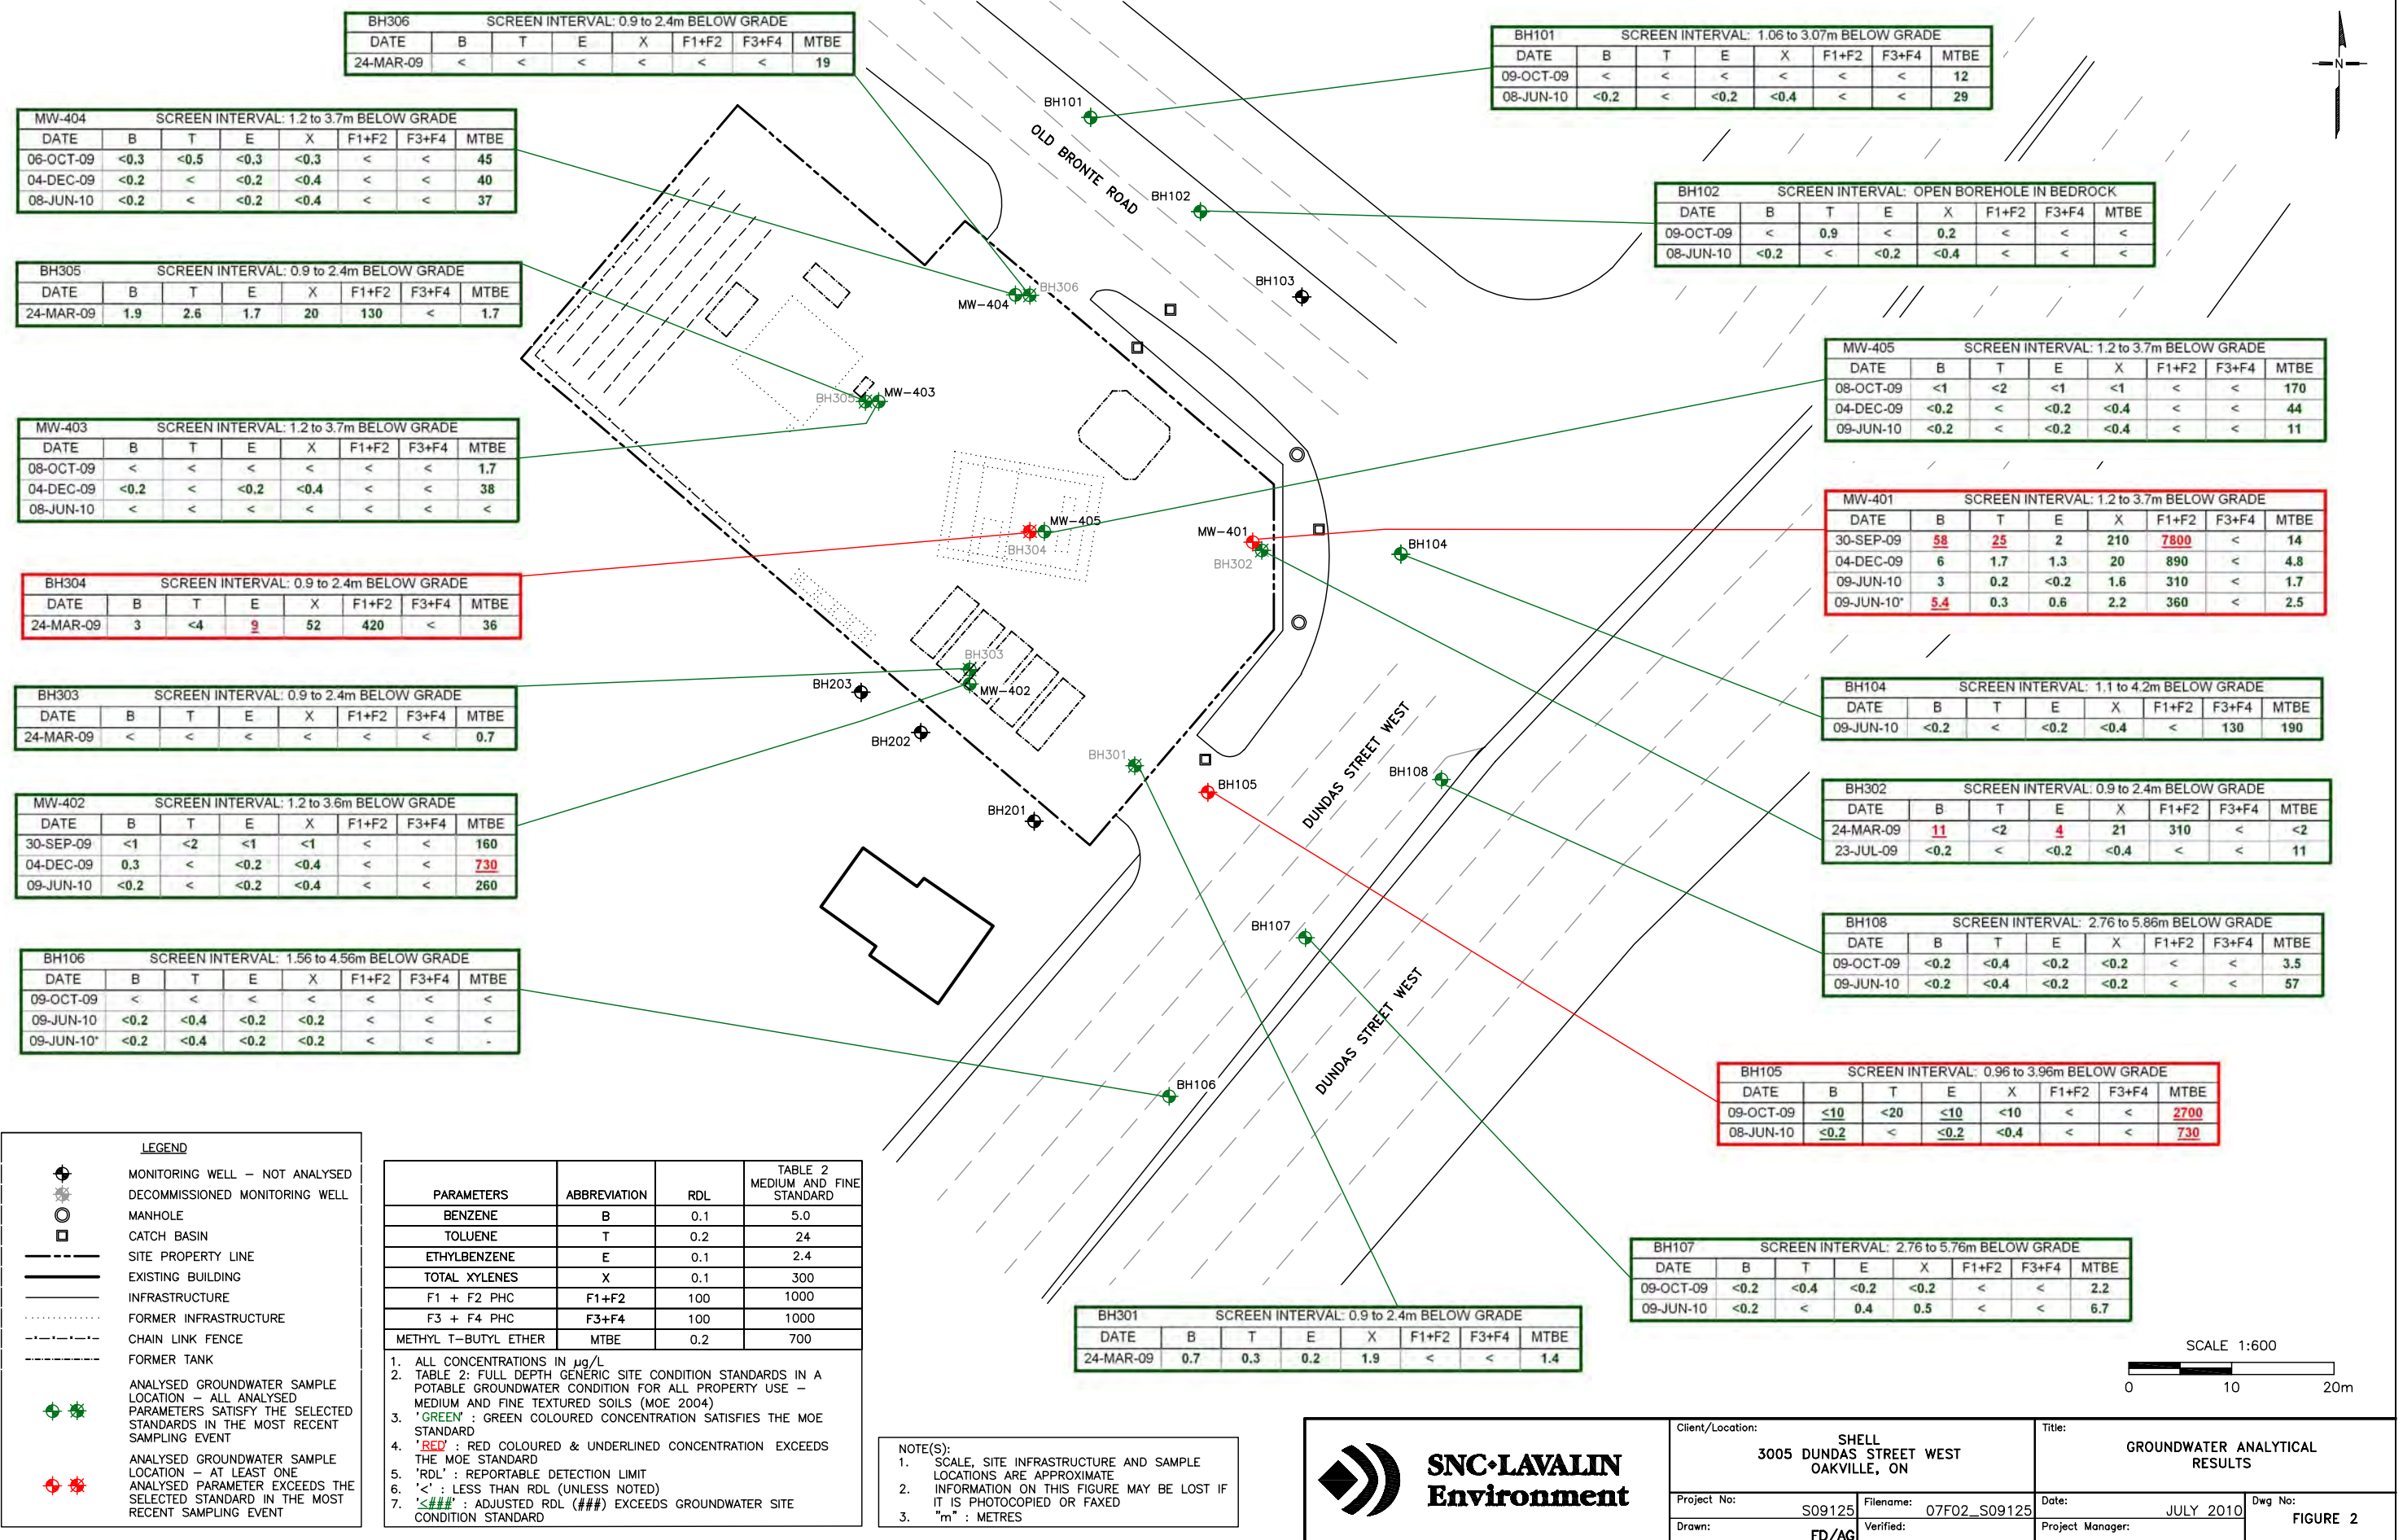 BH306 SCREEN INTERVAL: 0.9 to 2.4m BELOW GRADE
DATE B T E X F1+F2 F3+F4 MTBE
24-MAR-09 < < < < < < 19
BH101 SCREEN INTERVAL: 1.06 to 3.07m BELOW GRADE
DATE B T E X F1+F2 F3+F4 MTBE
09-OCT-09 < < < < < < 12
08-JUN-10 <0.2 < <0.2 <0.4 < < 29
MW-404 SCREEN INTERVAL: 1.2 to 3.7m BELOW GRADE
DATE B T E X F1+F2 F3+F4 MTBE
06-OCT-09 <0.3 <0.5 <0.3 <0.3 < < 45
04-DEC-09 <0.2 < <0.2 <0.4 < < 40
08-JUN-10 <0.2 < <0.2 <0.4 < < 37
BH102 SCREEN INTERVAL: OPEN BOREHOLE IN BEDROCK
DATE B T E X F1+F2 F3+F4 MTBE
09-OCT-09 < 0.9 < 0.2 < < <
08-JUN-10 <0.2 < <0.2 <0.4 < < <
BH305 SCREEN INTERVAL: 0.9 to 2.4m BELOW GRADE
DATE B T E X F1+F2 F3+F4 MTBE
24-MAR-09 1.9 2.6 1.7 20 130 < 1.7
MW-405 SCREEN INTERVAL: 1.2 to 3.7m BELOW GRADE
DATE B T E X F1+F2 F3+F4 MTBE
08-OCT-09 <1 <2 <1 <1 < < 170
04-DEC-09 <0.2 < <0.2 <0.4 < < 44
09-JUN-10 <0.2 < <0.2 <0.4 < < 11
MW-403 SCREEN INTERVAL: 1.2 to 3.7m BELOW GRADE
DATE B T E X F1+F2 F3+F4 MTBE
08-OCT-09 < < < < < < 1.7
04-DEC-09 <0.2 < <0.2 <0.4 < < 38
08-JUN-10 < < < < < < <
MW-401 SCREEN INTERVAL: 1.2 to 3.7m BELOW GRADE
DATE B T E X F1+F2 F3+F4 MTBE
30-SEP-09 58 25 2 210 7800 < 14
04-DEC-09 6 1.7 1.3 20 890 < 4.8
09-JUN-10 3 0.2 <0.2 1.6 310 < 1.7
09-JUN-10* 5.4 0.3 0.6 2.2 360 < 2.5
BH304 SCREEN INTERVAL: 0.9 to 2.4m BELOW GRADE
DATE B T E X F1+F2 F3+F4 MTBE
24-MAR-09 3 <4 9 52 420 < 36
BH104 SCREEN INTERVAL: 1.1 to 4.2m BELOW GRADE
DATE B T E X F1+F2 F3+F4 MTBE
09-JUN-10 <0.2 < <0.2 <0.4 < 130 190
BH303 SCREEN INTERVAL: 0.9 to 2.4m BELOW GRADE
DATE B T E X F1+F2 F3+F4 MTBE
24-MAR-09 < < < < < < 0.7
BH302 SCREEN INTERVAL: 0.9 to 2.4m BELOW GRADE
DATE B T E X F1+F2 F3+F4 MTBE
24-MAR-09 11 <2 4 21 310 < <2
23-JUL-09 <0.2 < <0.2 <0.4 < < 11
MW-402 SCREEN INTERVAL: 1.2 to 3.6m BELOW GRADE
DATE B T E X F1+F2 F3+F4 MTBE
30-SEP-09 <1 <2 <1 <1 < < 160
04-DEC-09 0.3 < <0.2 <0.4 < < 730
09-JUN-10 <0.2 < <0.2 <0.4 < < 260
BH108 SCREEN INTERVAL: 2.76 to 5.86m BELOW GRADE
DATE B T E X F1+F2 F3+F4 MTBE
09-OCT-09 <0.2 <0.4 <0.2 <0.2 < < 3.5
09-JUN-10 <0.2 <0.4 <0.2 <0.2 < < 57
BH106 SCREEN INTERVAL: 1.56 to 4.56m BELOW GRADE
DATE B T E X F1+F2 F3+F4 MTBE
09-OCT-09 < < < < < < <
09-JUN-10 <0.2 <0.4 <0.2 <0.2 < < <
09-JUN-10* <0.2 <0.4 <0.2 <0.2 < < -
BH105 SCREEN INTERVAL: 0.96 to 3.96m BELOW GRADE
DATE B T E X F1+F2 F3+F4 MTBE
09-OCT-09 <10 <20 <10 <10 < < 2700
08-JUN-10 <0.2 < <0.2 <0.4 < < 730
BH107 SCREEN INTERVAL: 2.76 to 5.76m BELOW GRADE
DATE B T E X F1+F2 F3+F4 MTBE
09-OCT-09 <0.2 <0.4 <0.2 <0.2 < < 2.2
09-JUN-10 <0.2 < 0.4 0.5 < < 6.7
BH301 SCREEN INTERVAL: 0.9 to 2.4m BELOW GRADE
DATE B T E X F1+F2 F3+F4 MTBE
24-MAR-09 0.7 0.3 0.2 1.9 < < 1.4
N
BH101
OLD BRONTE ROAD
BH102
BH103
BH306
MW-404
BH305
MW-403
MW-405
BH304
MW-401
BH302
BH104
BH303
MW-402
BH203
BH202
BH201
BH301
BH105
BH108
DUNDAS STREET WEST
BH107
DUNDAS STREET WEST
BH106
LEGEND
MONITORING WELL – NOT ANALYSED
DECOMMISSIONED MONITORING WELL
MANHOLE
CATCH BASIN
SITE PROPERTY LINE
EXISTING BUILDING
INFRASTRUCTURE
FORMER INFRASTRUCTURE
CHAIN LINK FENCE
FORMER TANK
ANALYSED GROUNDWATER SAMPLE
LOCATION – ALL ANALYSED
PARAMETERS SATISFY THE SELECTED
STANDARDS IN THE MOST RECENT
SAMPLING EVENT
ANALYSED GROUNDWATER SAMPLE
LOCATION – AT LEAST ONE
ANALYSED PARAMETER EXCEEDS THE
SELECTED STANDARD IN THE MOST
RECENT SAMPLING EVENT
PARAMETERS ABBREVIATION RDL TABLE 2 MEDIUM AND FINE STANDARD
BENZENE B 0.1 5.0
TOLUENE T 0.2 24
ETHYLBENZENE E 0.1 2.4
TOTAL XYLENES X 0.1 300
F1 + F2 PHC F1+F2 100 1000
F3 + F4 PHC F3+F4 100 1000
METHYL T–BUTYL ETHER MTBE 0.2 700
1. ALL CONCENTRATIONS IN µg/L
2. TABLE 2: FULL DEPTH GENERIC SITE CONDITION STANDARDS IN A
POTABLE GROUNDWATER CONDITION FOR ALL PROPERTY USE –
MEDIUM AND FINE TEXTURED SOILS (MOE 2004)
3. 'GREEN' : GREEN COLOURED CONCENTRATION SATISFIES THE MOE
STANDARD
4. 'RED' : RED COLOURED & UNDERLINED CONCENTRATION EXCEEDS
THE MOE STANDARD
5. 'RDL' : REPORTABLE DETECTION LIMIT
6. '<' : LESS THAN RDL (UNLESS NOTED)
7. '<###' : ADJUSTED RDL (###) EXCEEDS GROUNDWATER SITE
CONDITION STANDARD
NOTE(S):
1. SCALE, SITE INFRASTRUCTURE AND SAMPLE
LOCATIONS ARE APPROXIMATE
2. INFORMATION ON THIS FIGURE MAY BE LOST IF
IT IS PHOTOCOPIED OR FAXED
3. "m" : METRES
SCALE 1:600
0 10 20m
SNC•LAVALIN
Environment
Client/Location:
SHELL
3005 DUNDAS STREET WEST
OAKVILLE, ON
Title:
GROUNDWATER ANALYTICAL
RESULTS
Project No: S09125
Filename: 07F02_S09125
Date: JULY 2010
Dwg No: FIGURE 2
Drawn: FD/AG
Verified:
Project Manager: